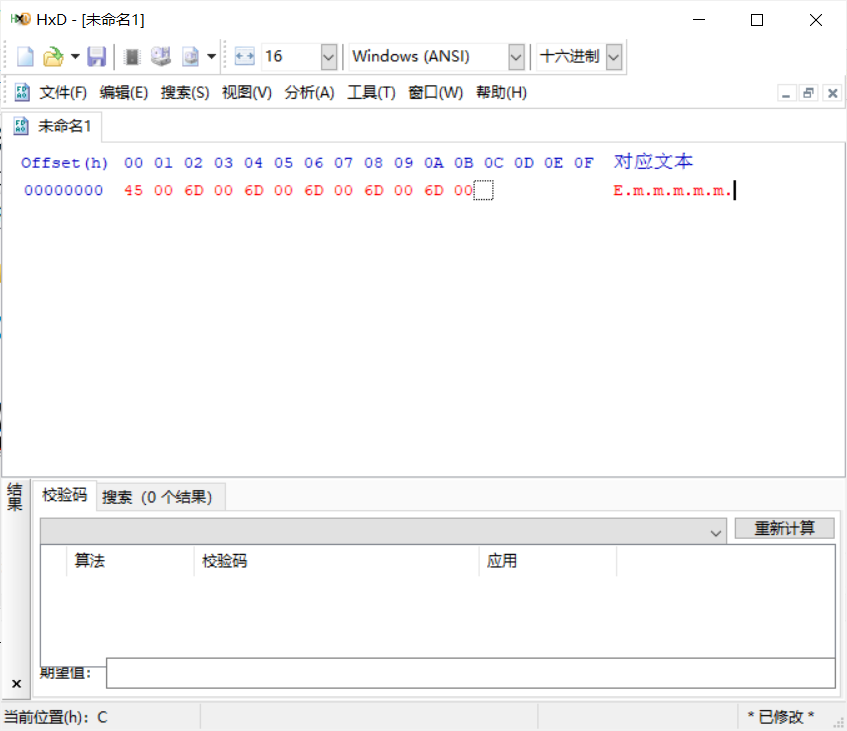 HxD - [未命名1]
16 Windows (ANSI) 十六进制
文件(F) 编辑(E) 搜索(S) 视图(V) 分析(A) 工具(T) 窗口(W) 帮助(H)
未命名1
Offset(h) 00 01 02 03 04 05 06 07 08 09 0A 0B 0C 0D 0E 0F 对应文本
00000000 45 00 6D 00 6D 00 6D 00 6D 00 6D 00 E.m.m.m.m.m.
结果
校验码 搜索（0 个结果）
重新计算
算法 校验码 应用
期望值：
当前位置(h)： C * 已修改 *